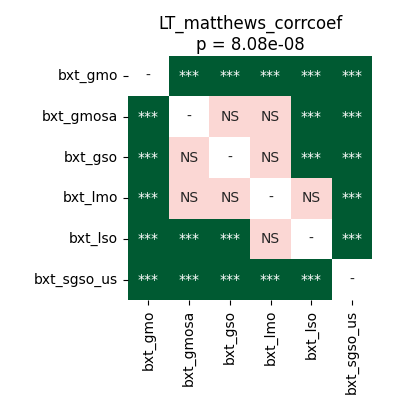 LT_matthews_corrcoef
p = 8.08e-08
bxt_gmo - *** *** *** *** ***
bxt_gmosa *** - NS NS *** ***
bxt_gso *** NS - NS *** ***
bxt_lmo *** NS NS - NS ***
bxt_lso *** *** *** NS - ***
bxt_sgso_us *** *** *** *** *** -
bxt_gmo
bxt_gmosa
bxt_gso
bxt_lmo
bxt_lso
bxt_sgso_us